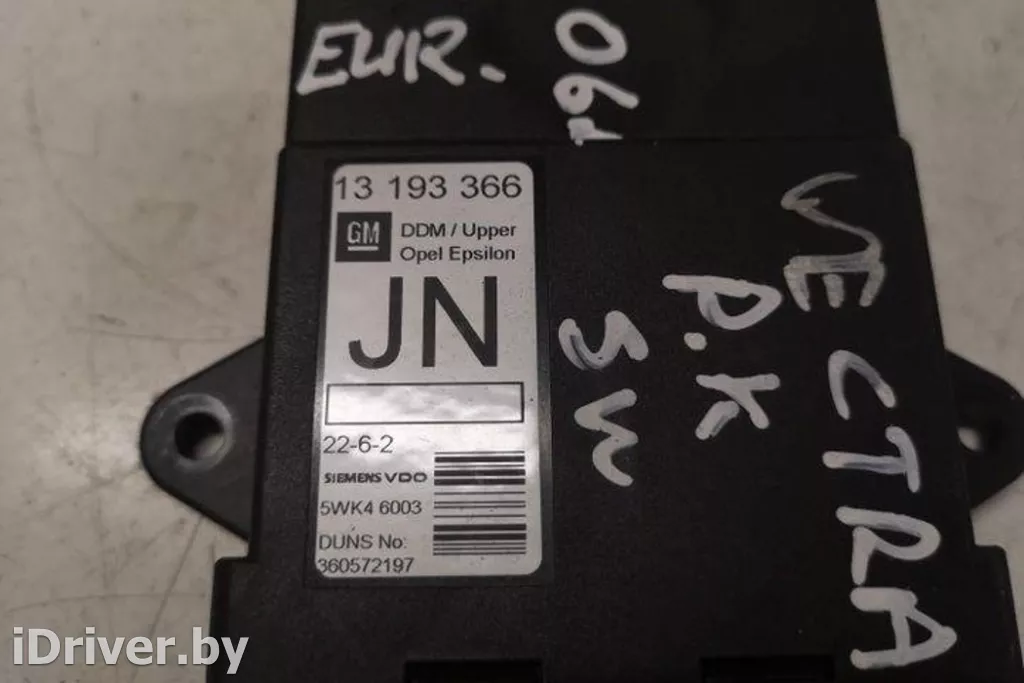 EUR.
06
13 193 366
GM
DDM / Upper
Opel Epsilon
JN
22-6-2
SIEMENS VDO
5WK4 6003
DUNS No:
360572197
VECTRA
P.K
SW
iDriver.by